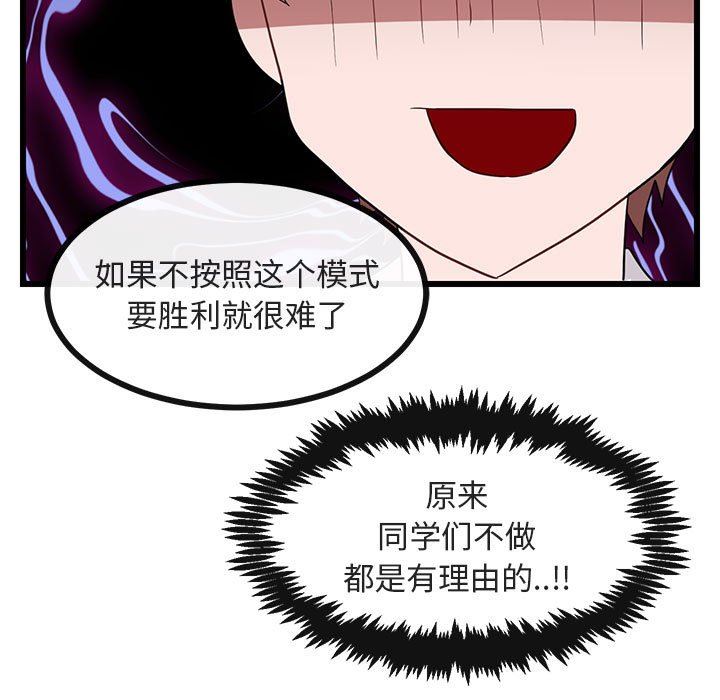 如果不按照这个模式
要胜利就很难了
原来
同学们不做
都是有理由的..!!